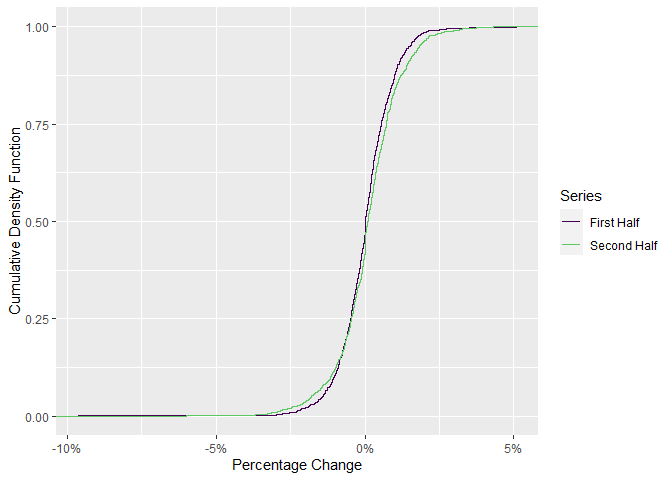 1.00
0.75
0.50
0.25
0.00
Cumulative Density Function
-10%
-5%
0%
5%
Percentage Change
Series
First Half
Second Half